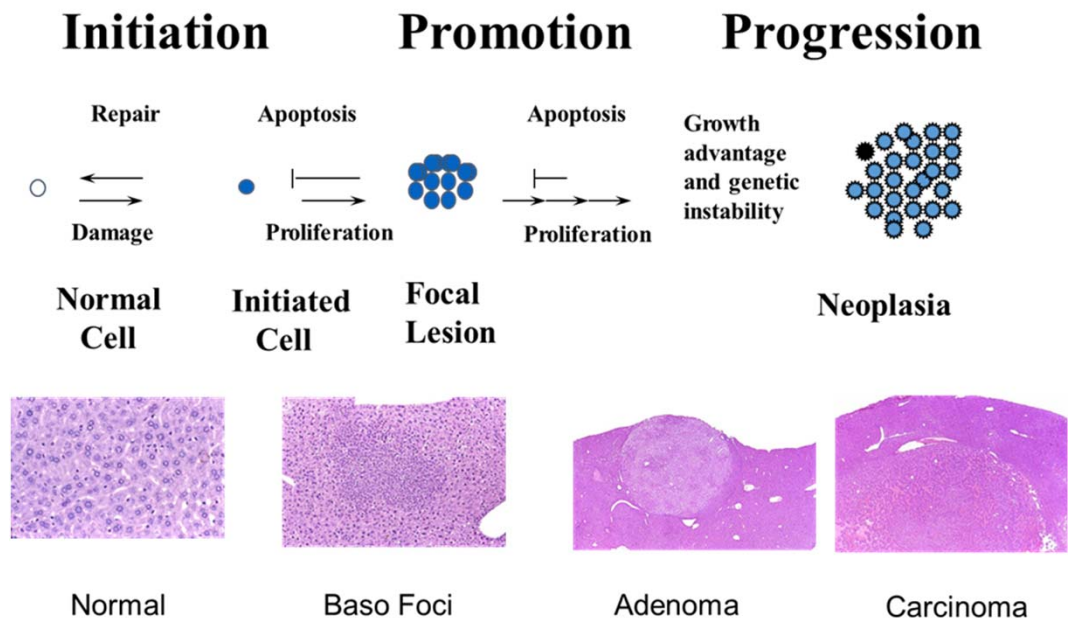 Initiation
Promotion
Progression
Repair
Apoptosis
Apoptosis
Growth
advantage
and genetic
instability
Damage
Proliferation
Proliferation
Normal
Cell
Initiated
Cell
Focal
Lesion
Neoplasia
Normal
Baso Foci
Adenoma
Carcinoma